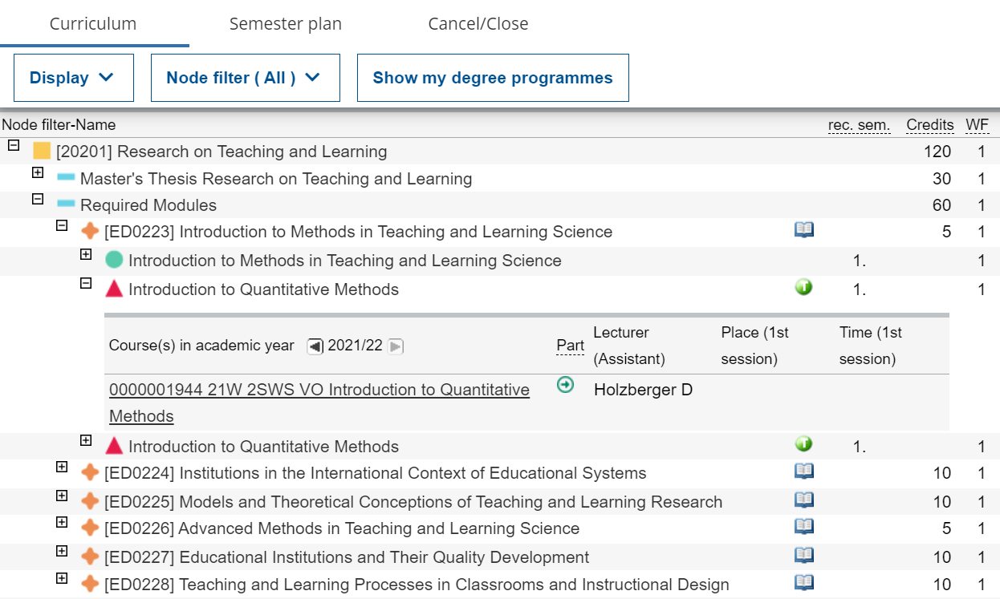 Curriculum Semester plan Cancel/Close
Display Node filter ( All ) Show my degree programmes
Node filter-Name rec. sem. Credits WF
[20201] Research on Teaching and Learning 120 1
Master's Thesis Research on Teaching and Learning 30 1
Required Modules 60 1
[ED0223] Introduction to Methods in Teaching and Learning Science 5 1
Introduction to Methods in Teaching and Learning Science 1. 1
Introduction to Quantitative Methods T 1. 1
Course(s) in academic year 2021/22 Part Lecturer (Assistant) Place (1st session) Time (1st session)
0000001944 21W 2SWS VO Introduction to Quantitative Holzberger D
Methods
Introduction to Quantitative Methods T 1. 1
[ED0224] Institutions in the International Context of Educational Systems 10 1
[ED0225] Models and Theoretical Conceptions of Teaching and Learning Research 10 1
[ED0226] Advanced Methods in Teaching and Learning Science 5 1
[ED0227] Educational Institutions and Their Quality Development 10 1
[ED0228] Teaching and Learning Processes in Classrooms and Instructional Design 10 1